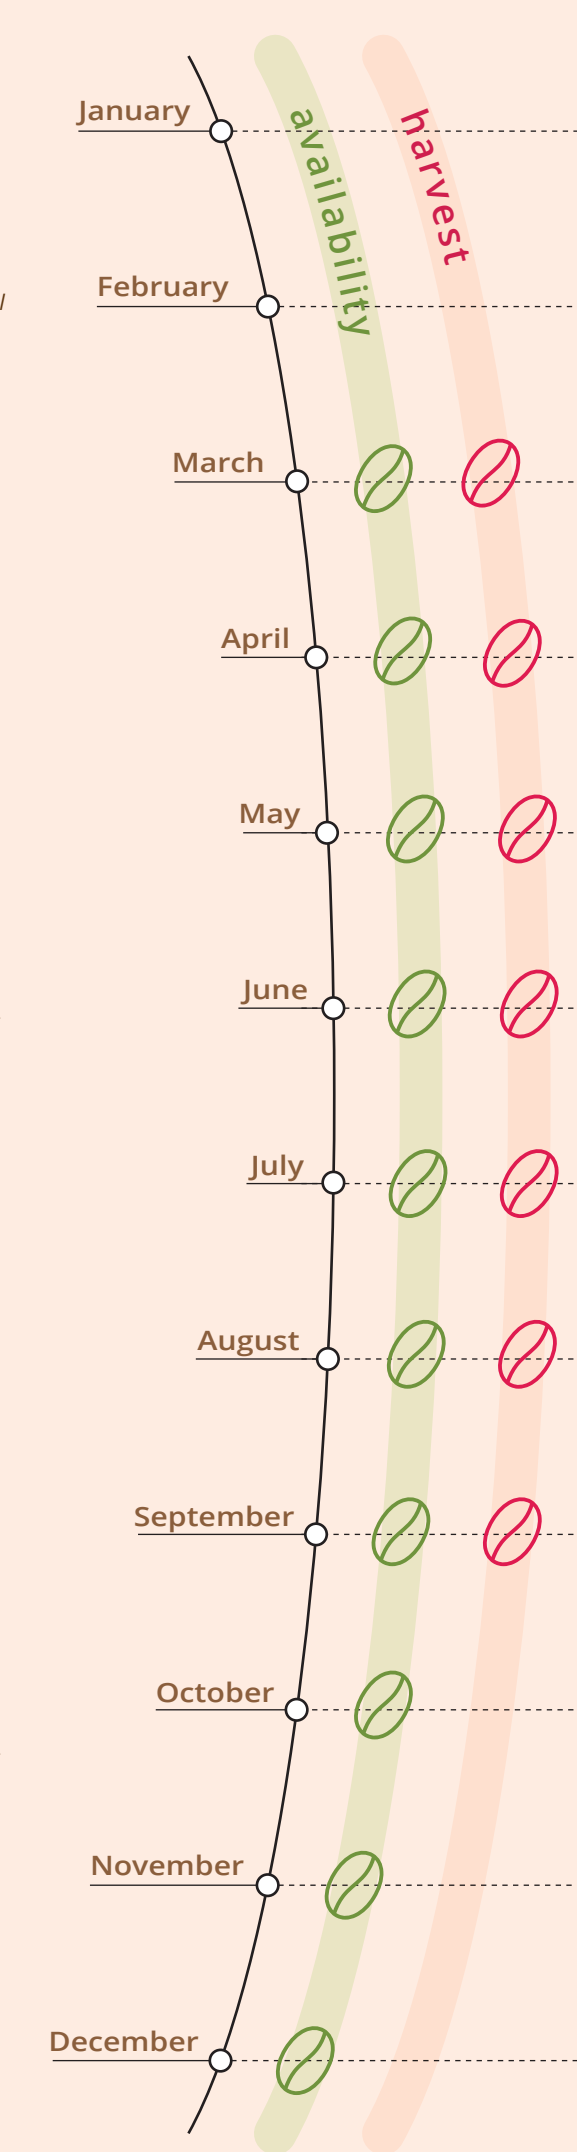 January
availability
harvest
February
March
April
May
June
July
August
September
October
November
December